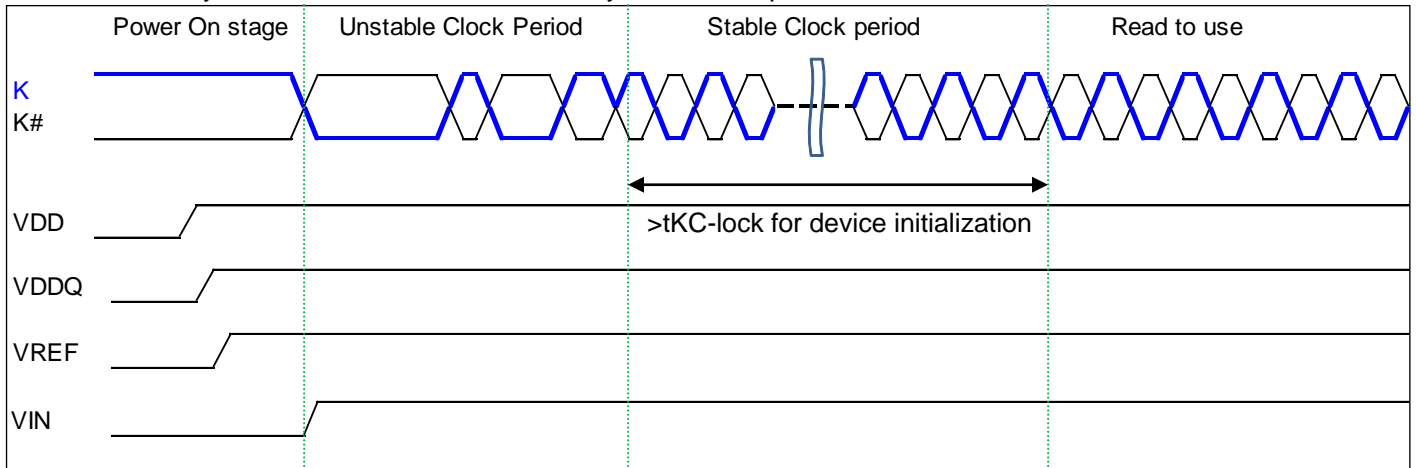 Power On stage
Unstable Clock Period
Stable Clock period
Read to use
K
K#
VDD
>tKC-lock for device initialization
VDDQ
VREF
VIN